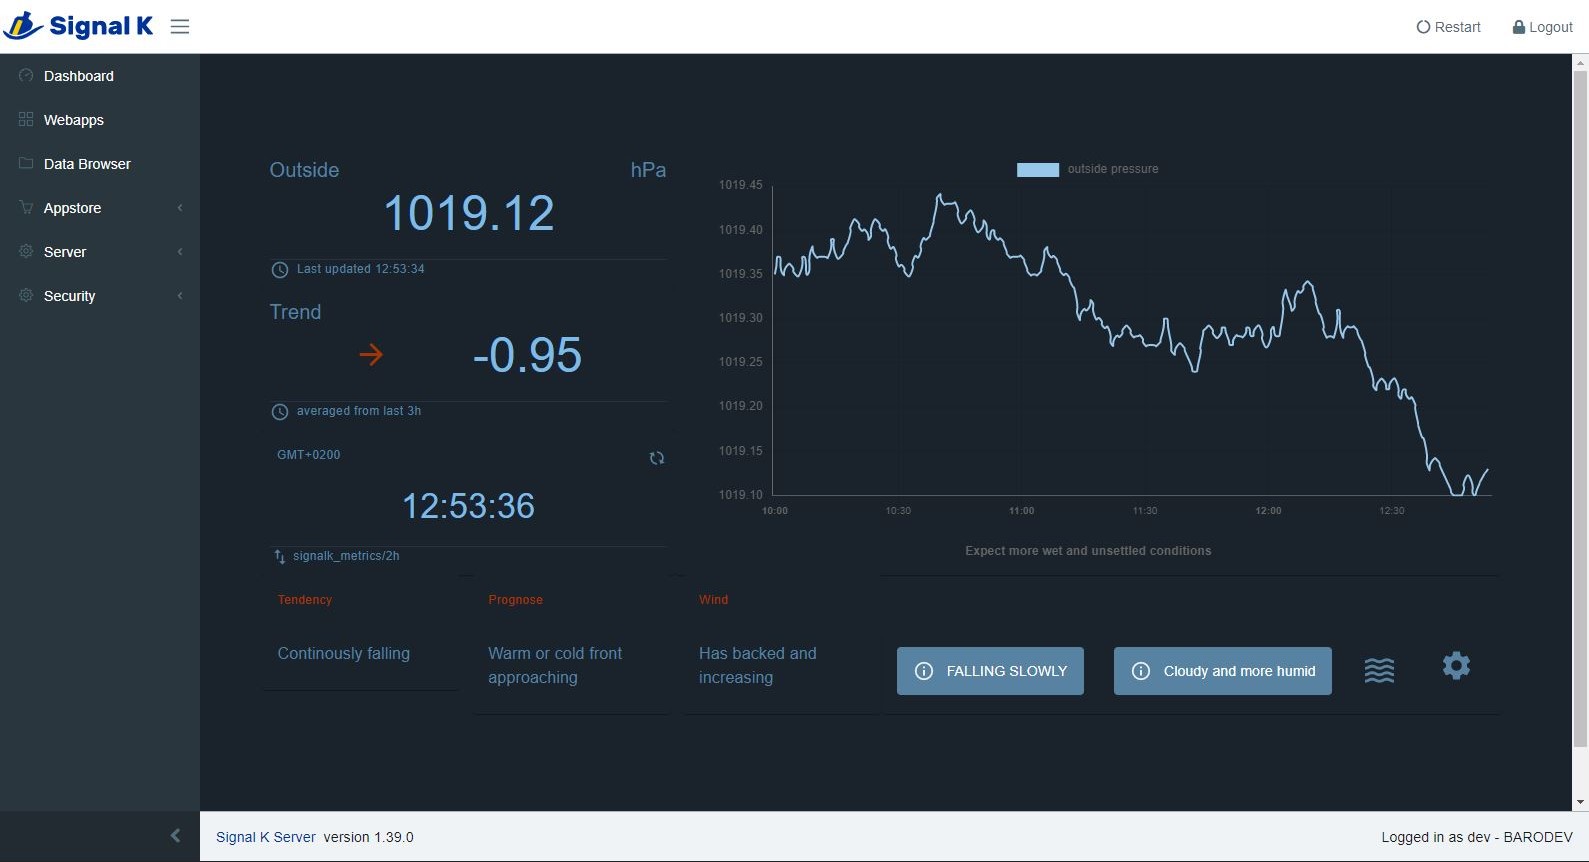 Signal K
Restart
Logout
Dashboard
Webapps
Data Browser
Appstore
Server
Security
Outside
hPa
1019.12
Last updated 12:53:34
Trend
-0.95
averaged from last 3h
GMT+0200
12:53:36
signalk_metrics/2h
outside pressure
1019.45
1019.40
1019.35
1019.30
1019.25
1019.20
1019.15
1019.10
10:00 10:30 11:00 11:30 12:00 12:30
Expect more wet and unsettled conditions
Tendency
Continously falling
Prognose
Warm or cold front
approaching
Wind
Has backed and
increasing
FALLING SLOWLY
Cloudy and more humid
Signal K Server version 1.39.0
Logged in as dev - BARODEV